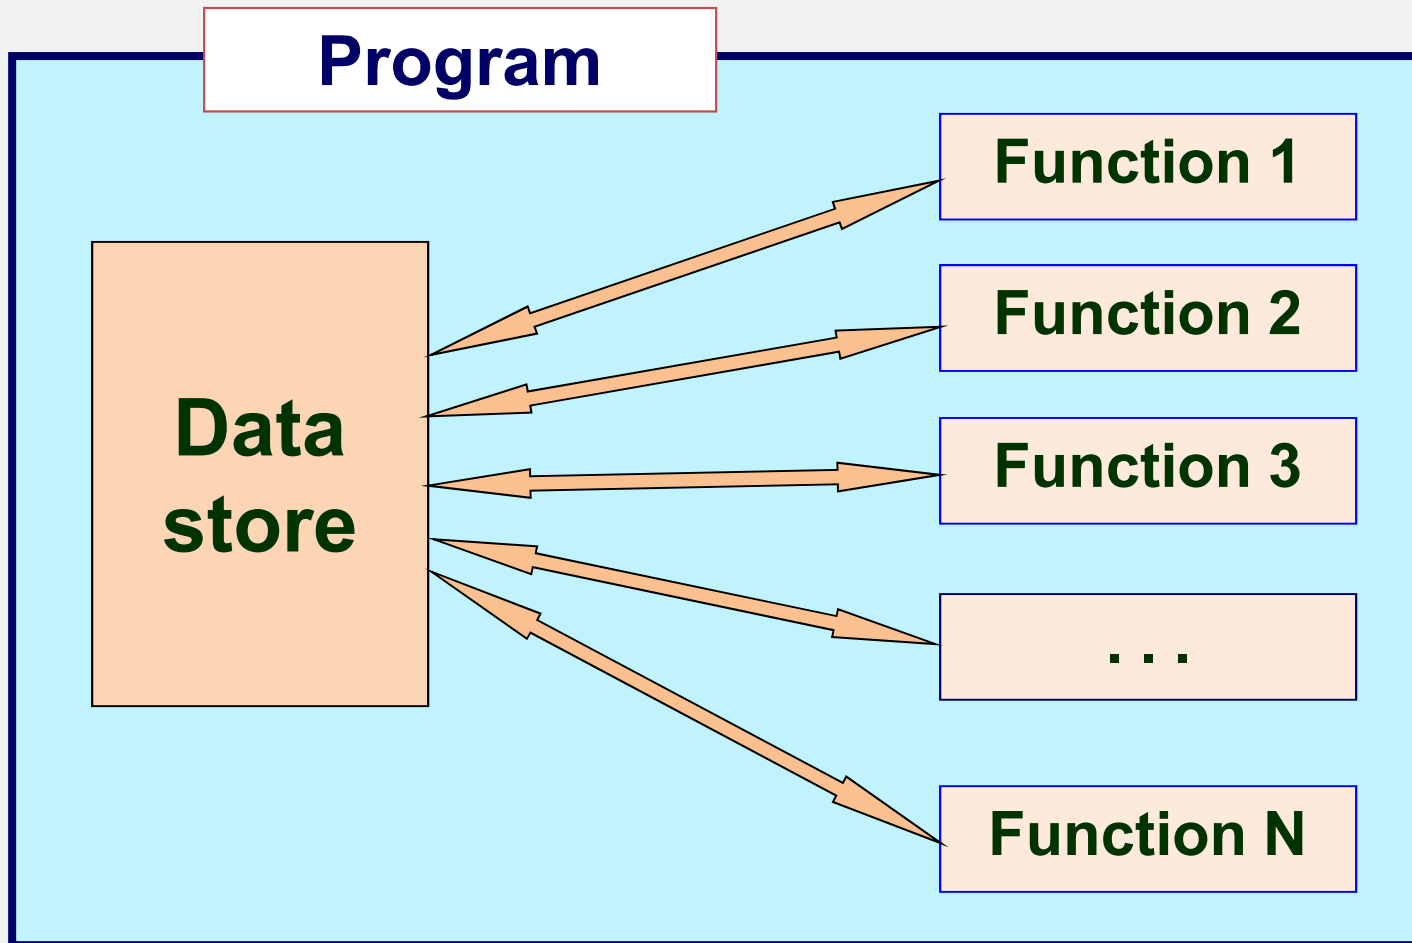 Program
Function 1
Function 2
Data
store
Function 3
. . .
Function N